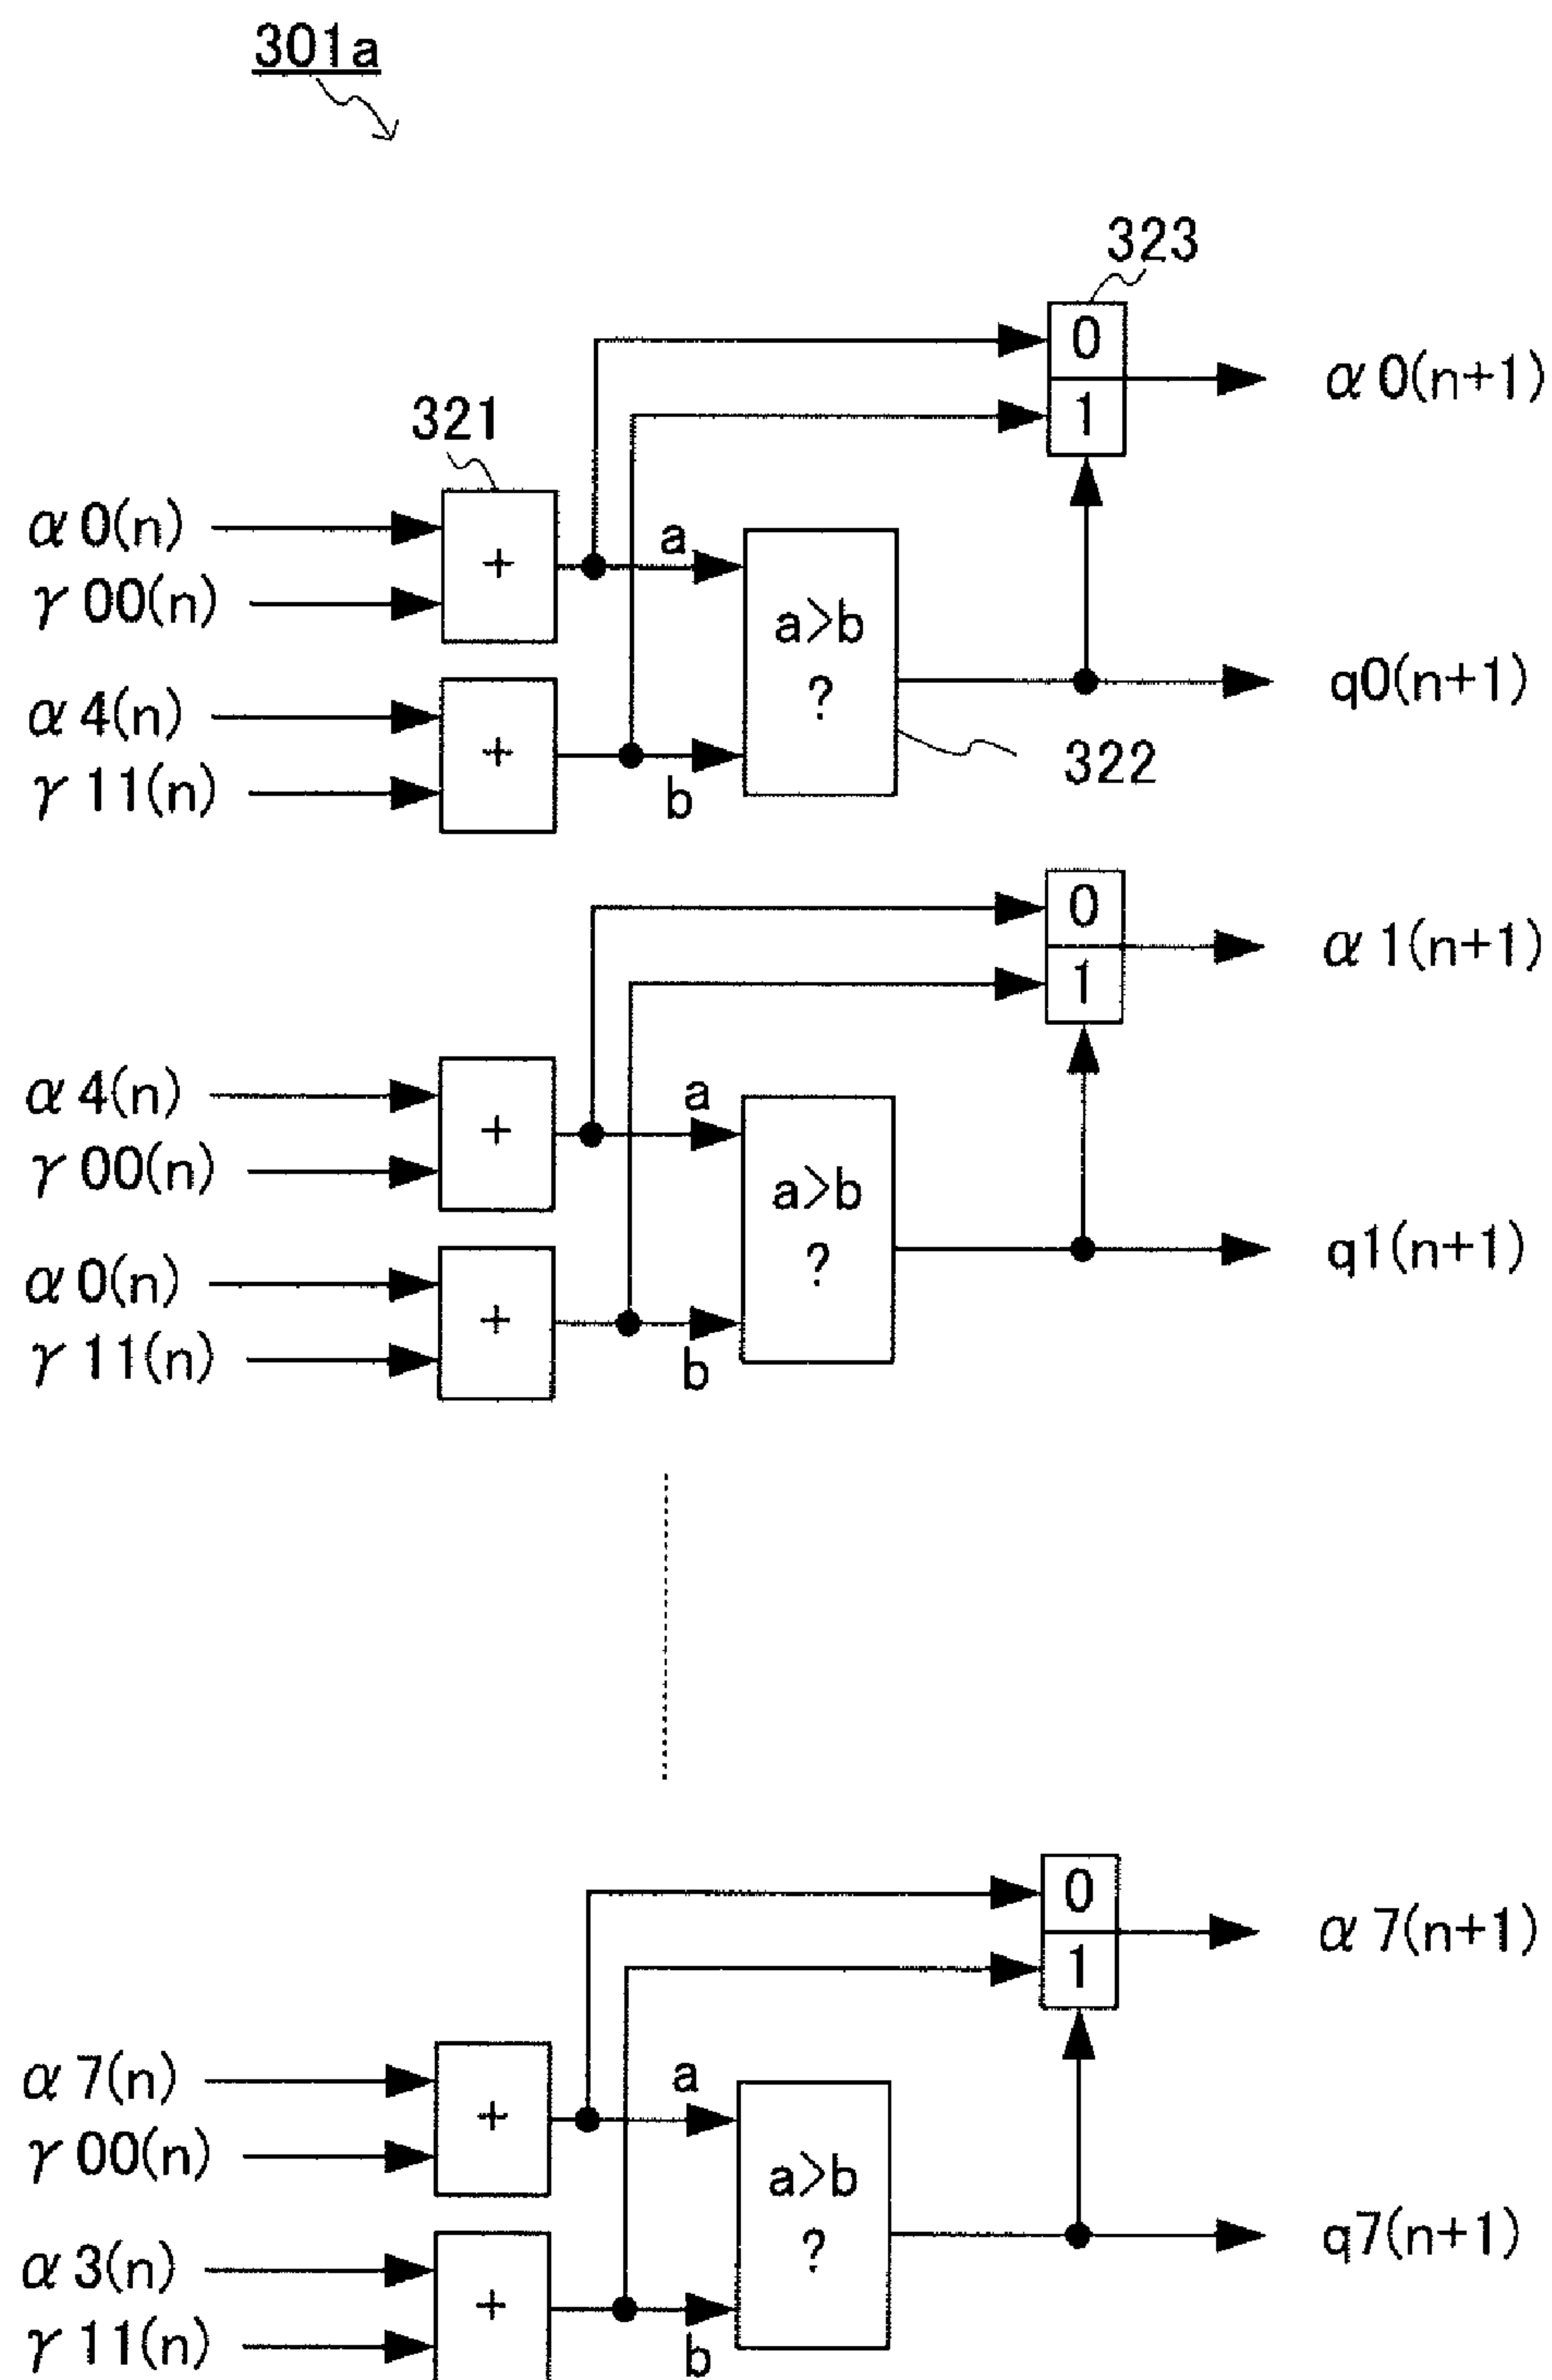 301a
323
0
α0(n+1)
1
321
α0(n)
a
+
γ00(n)
a>b
?
q0(n+1)
α4(n)
+
322
γ11(n)
b
0
α1(n+1)
1
α4(n)
a
+
γ00(n)
a>b
?
q1(n+1)
α0(n)
+
γ11(n)
b
0
α7(n+1)
1
α7(n)
a
+
γ00(n)
a>b
?
q7(n+1)
α3(n)
+
γ11(n)
b